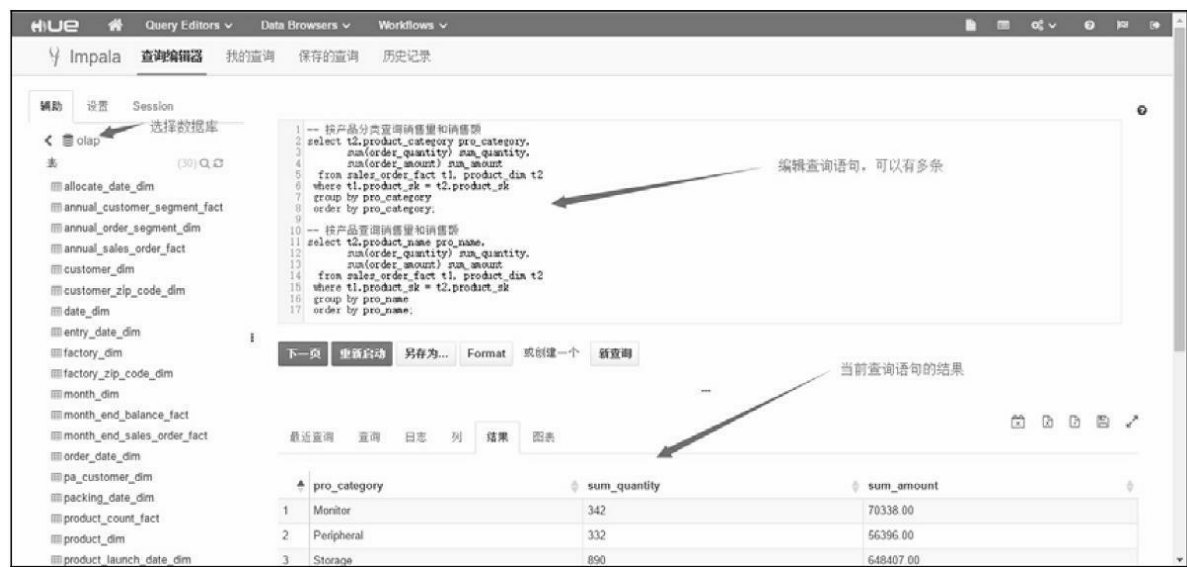 HUE Query Editors Data Browsers Workflows
Impala 查询编辑器 我的查询 保存的查询 历史记录
辅助 设置 Session
选择数据库
olap
表 (30)
allocate_date_dim
annual_customer_segment_fact
annual_order_segment_dim
annual_sales_order_fact
customer_dim
customer_zip_code_dim
date_dim
entry_date_dim
factory_dim
factory_zip_code_dim
month_dim
month_end_balance_fact
month_end_sales_order_fact
order_date_dim
pa_customer_dim
packing_date_dim
product_count_fact
product_dim
product_launch_date_dim
1 -- 按产品分类查询销售量和销售额
2 select t2.product_category pro_category,
3 sum(order_quantity) sum_quantity,
4 sum(order_amount) sum_amount
5 from sales_order_fact t1, product_dim t2
6 where t1.product_sk = t2.product_sk
7 group by pro_category
8 order by pro_category;
9
10 -- 按产品查询销售量和销售额
11 select t2.product_name pro_name,
12 sum(order_quantity) sum_quantity,
13 sum(order_amount) sum_amount
14 from sales_order_fact t1, product_dim t2
15 where t1.product_sk = t2.product_sk
16 group by pro_name
17 order by pro_name;
编辑查询语句，可以有多条
下一页 重新启动 另存为... Format 或创建一个 新查询
当前查询语句的结果
最近查询 查询 日志 列 结果 图表
pro_category sum_quantity sum_amount
1 Monitor 342 70338.00
2 Peripheral 332 56396.00
3 Storage 890 648407.00